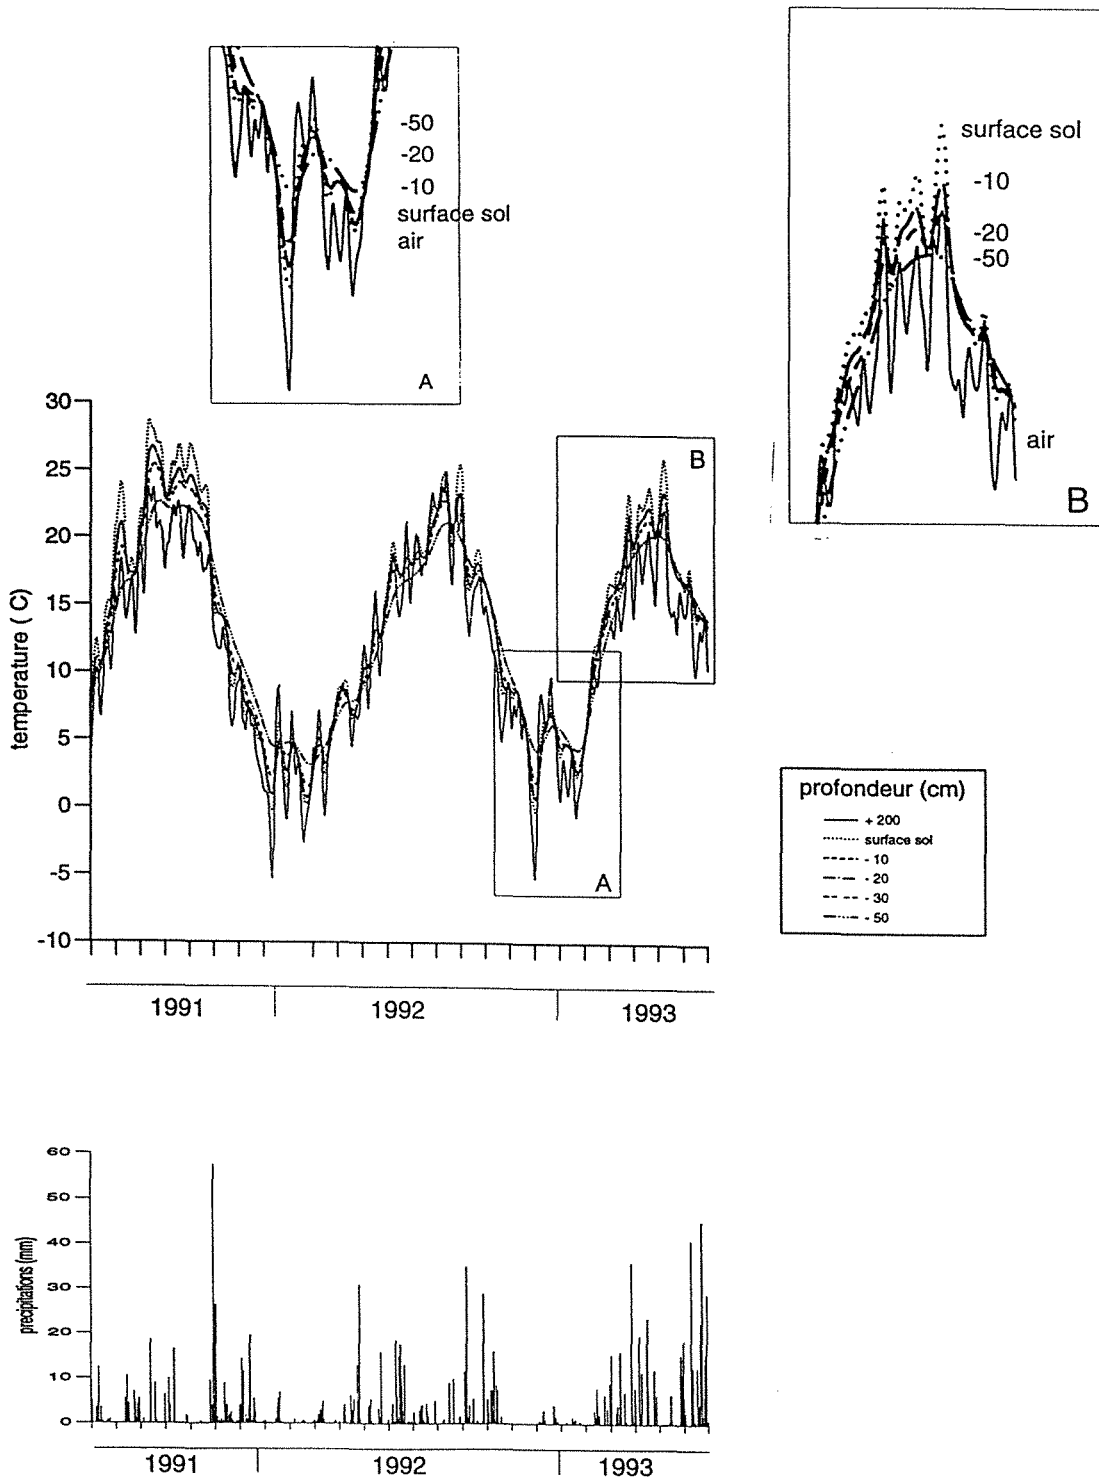 -50
-20
-10
surface sol
air
A
surface sol
-10
-20
-50
air
B
30
25
20
15
10
5
0
-5
-10
temperature ( C)
B
A
1991
1992
1993
profondeur (cm)
+ 200
surface sol
- 10
- 20
- 30
- 50
60
50
40
30
20
10
0
precipitations (mm)
1991
1992
1993